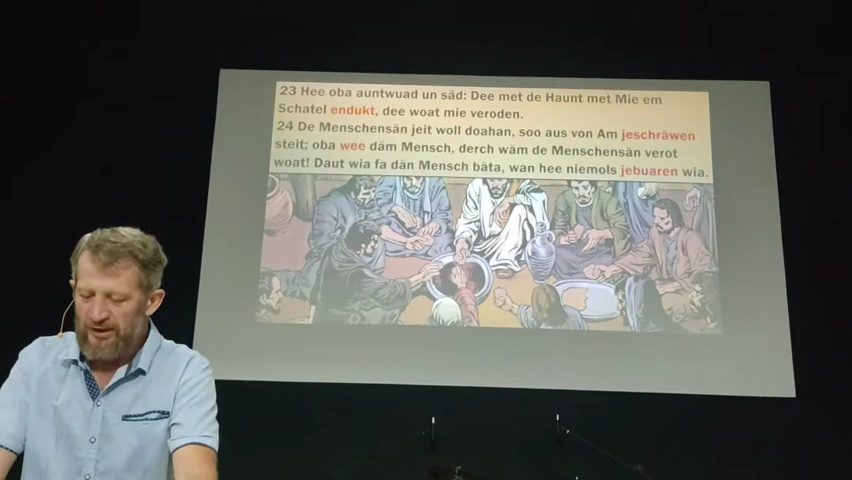 23 Hee oba auntwuad un säd: Dee met de Haunt met Mie em
Schatel endukt, dee woat mie veroden.
24 De Menschensän jeit woll doahan, soo aus von Am jeschräwen
steit; oba wee däm Mensch, derch wäm de Menschensän verot
woat! Daut wia fa dän Mensch bäta, wan hee niemols jebuaren wia.